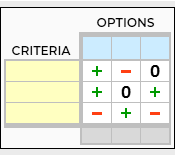 OPTIONS
CRITERIA
+ - 0
+ 0 +
- + -